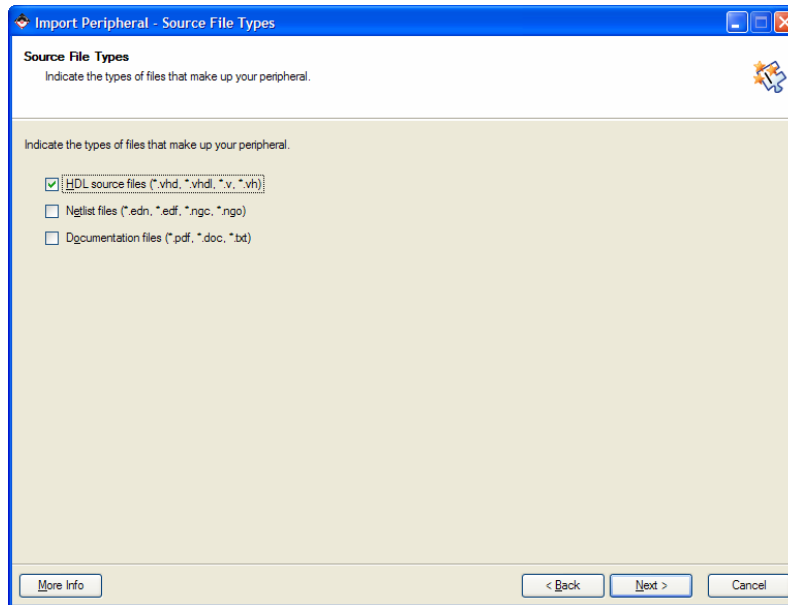 Import Peripheral - Source File Types
Source File Types
Indicate the types of files that make up your peripheral.
Indicate the types of files that make up your peripheral.
HDL source files (*.vhd, *.vhdl, *.v, *.vh)
Netlist files (*.edn, *.edf, *.ngc, *.ngo)
Documentation files (*.pdf, *.doc, *.txt)
More Info
< Back
Next >
Cancel